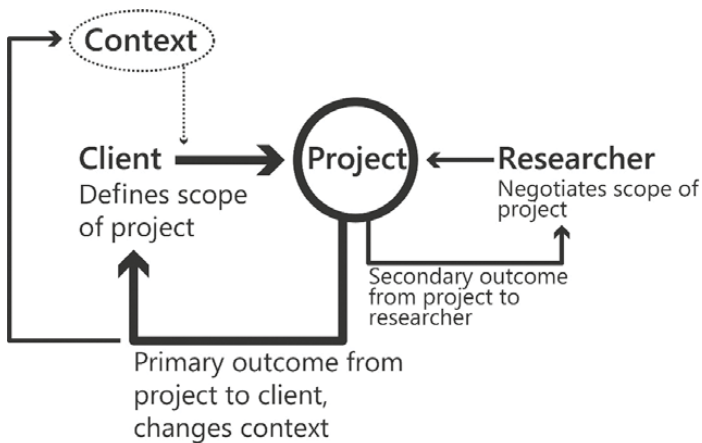 Context
Client
Defines scope
of project
Project
Researcher
Negotiates scope of
project
Secondary outcome
from project to
researcher
Primary outcome from
project to client,
changes context